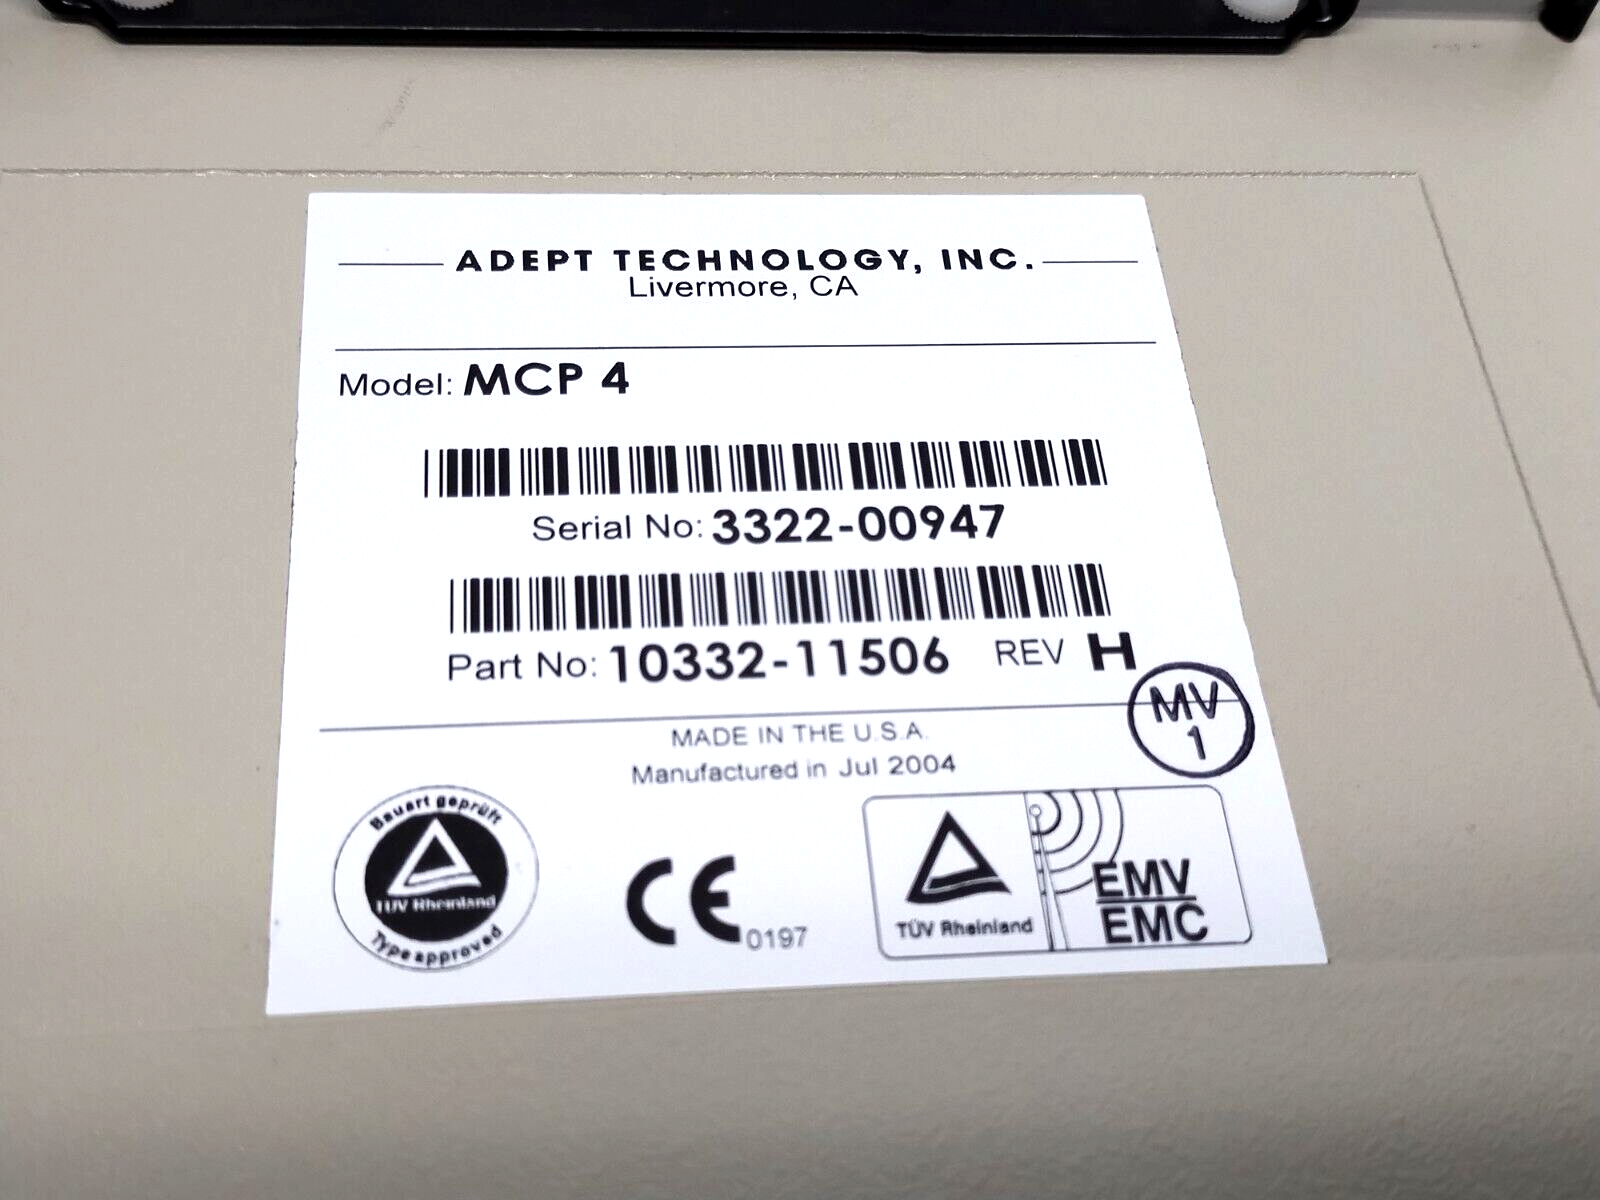 ADEPT TECHNOLOGY, INC.
Livermore, CA
Model: MCP 4
Serial No: 3322-00947
Part No: 10332-11506 REV H
MV
1
MADE IN THE U.S.A.
Manufactured in Jul 2004
Bauart geprüft
TÜV Rheinland
Type approved
CE 0197
TÜV Rheinland
EMV
EMC